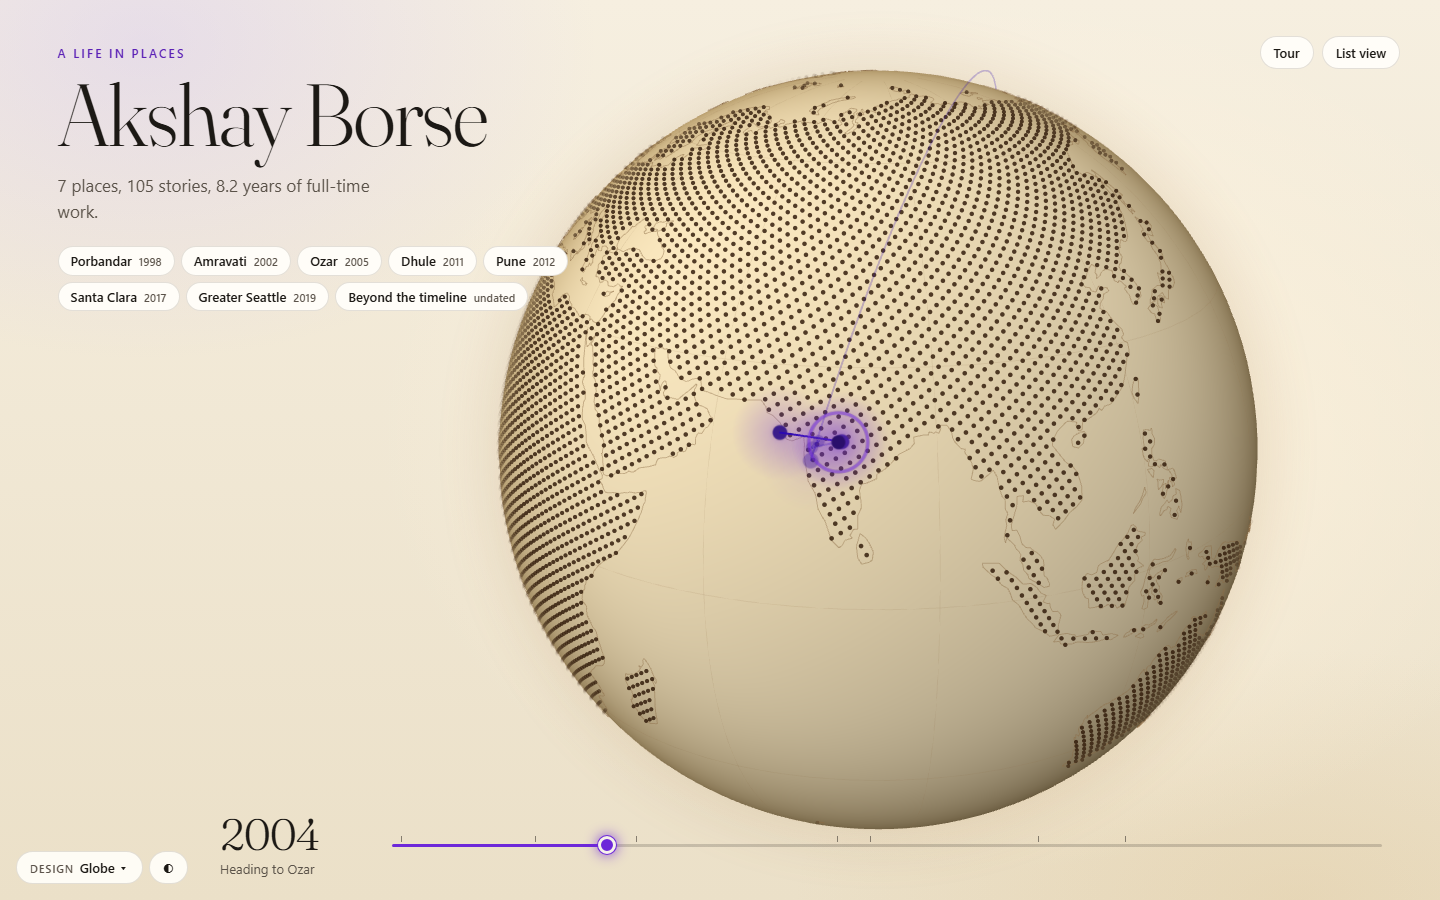 A LIFE IN PLACES
Tour
List view
Akshay Borse
7 places, 105 stories, 8.2 years of full-time
work.
Porbandar 1998
Amravati 2002
Ozar 2005
Dhule 2011
Pune 2012
Santa Clara 2017
Greater Seattle 2019
Beyond the timeline undated
2004
Heading to Ozar
DESIGN Globe